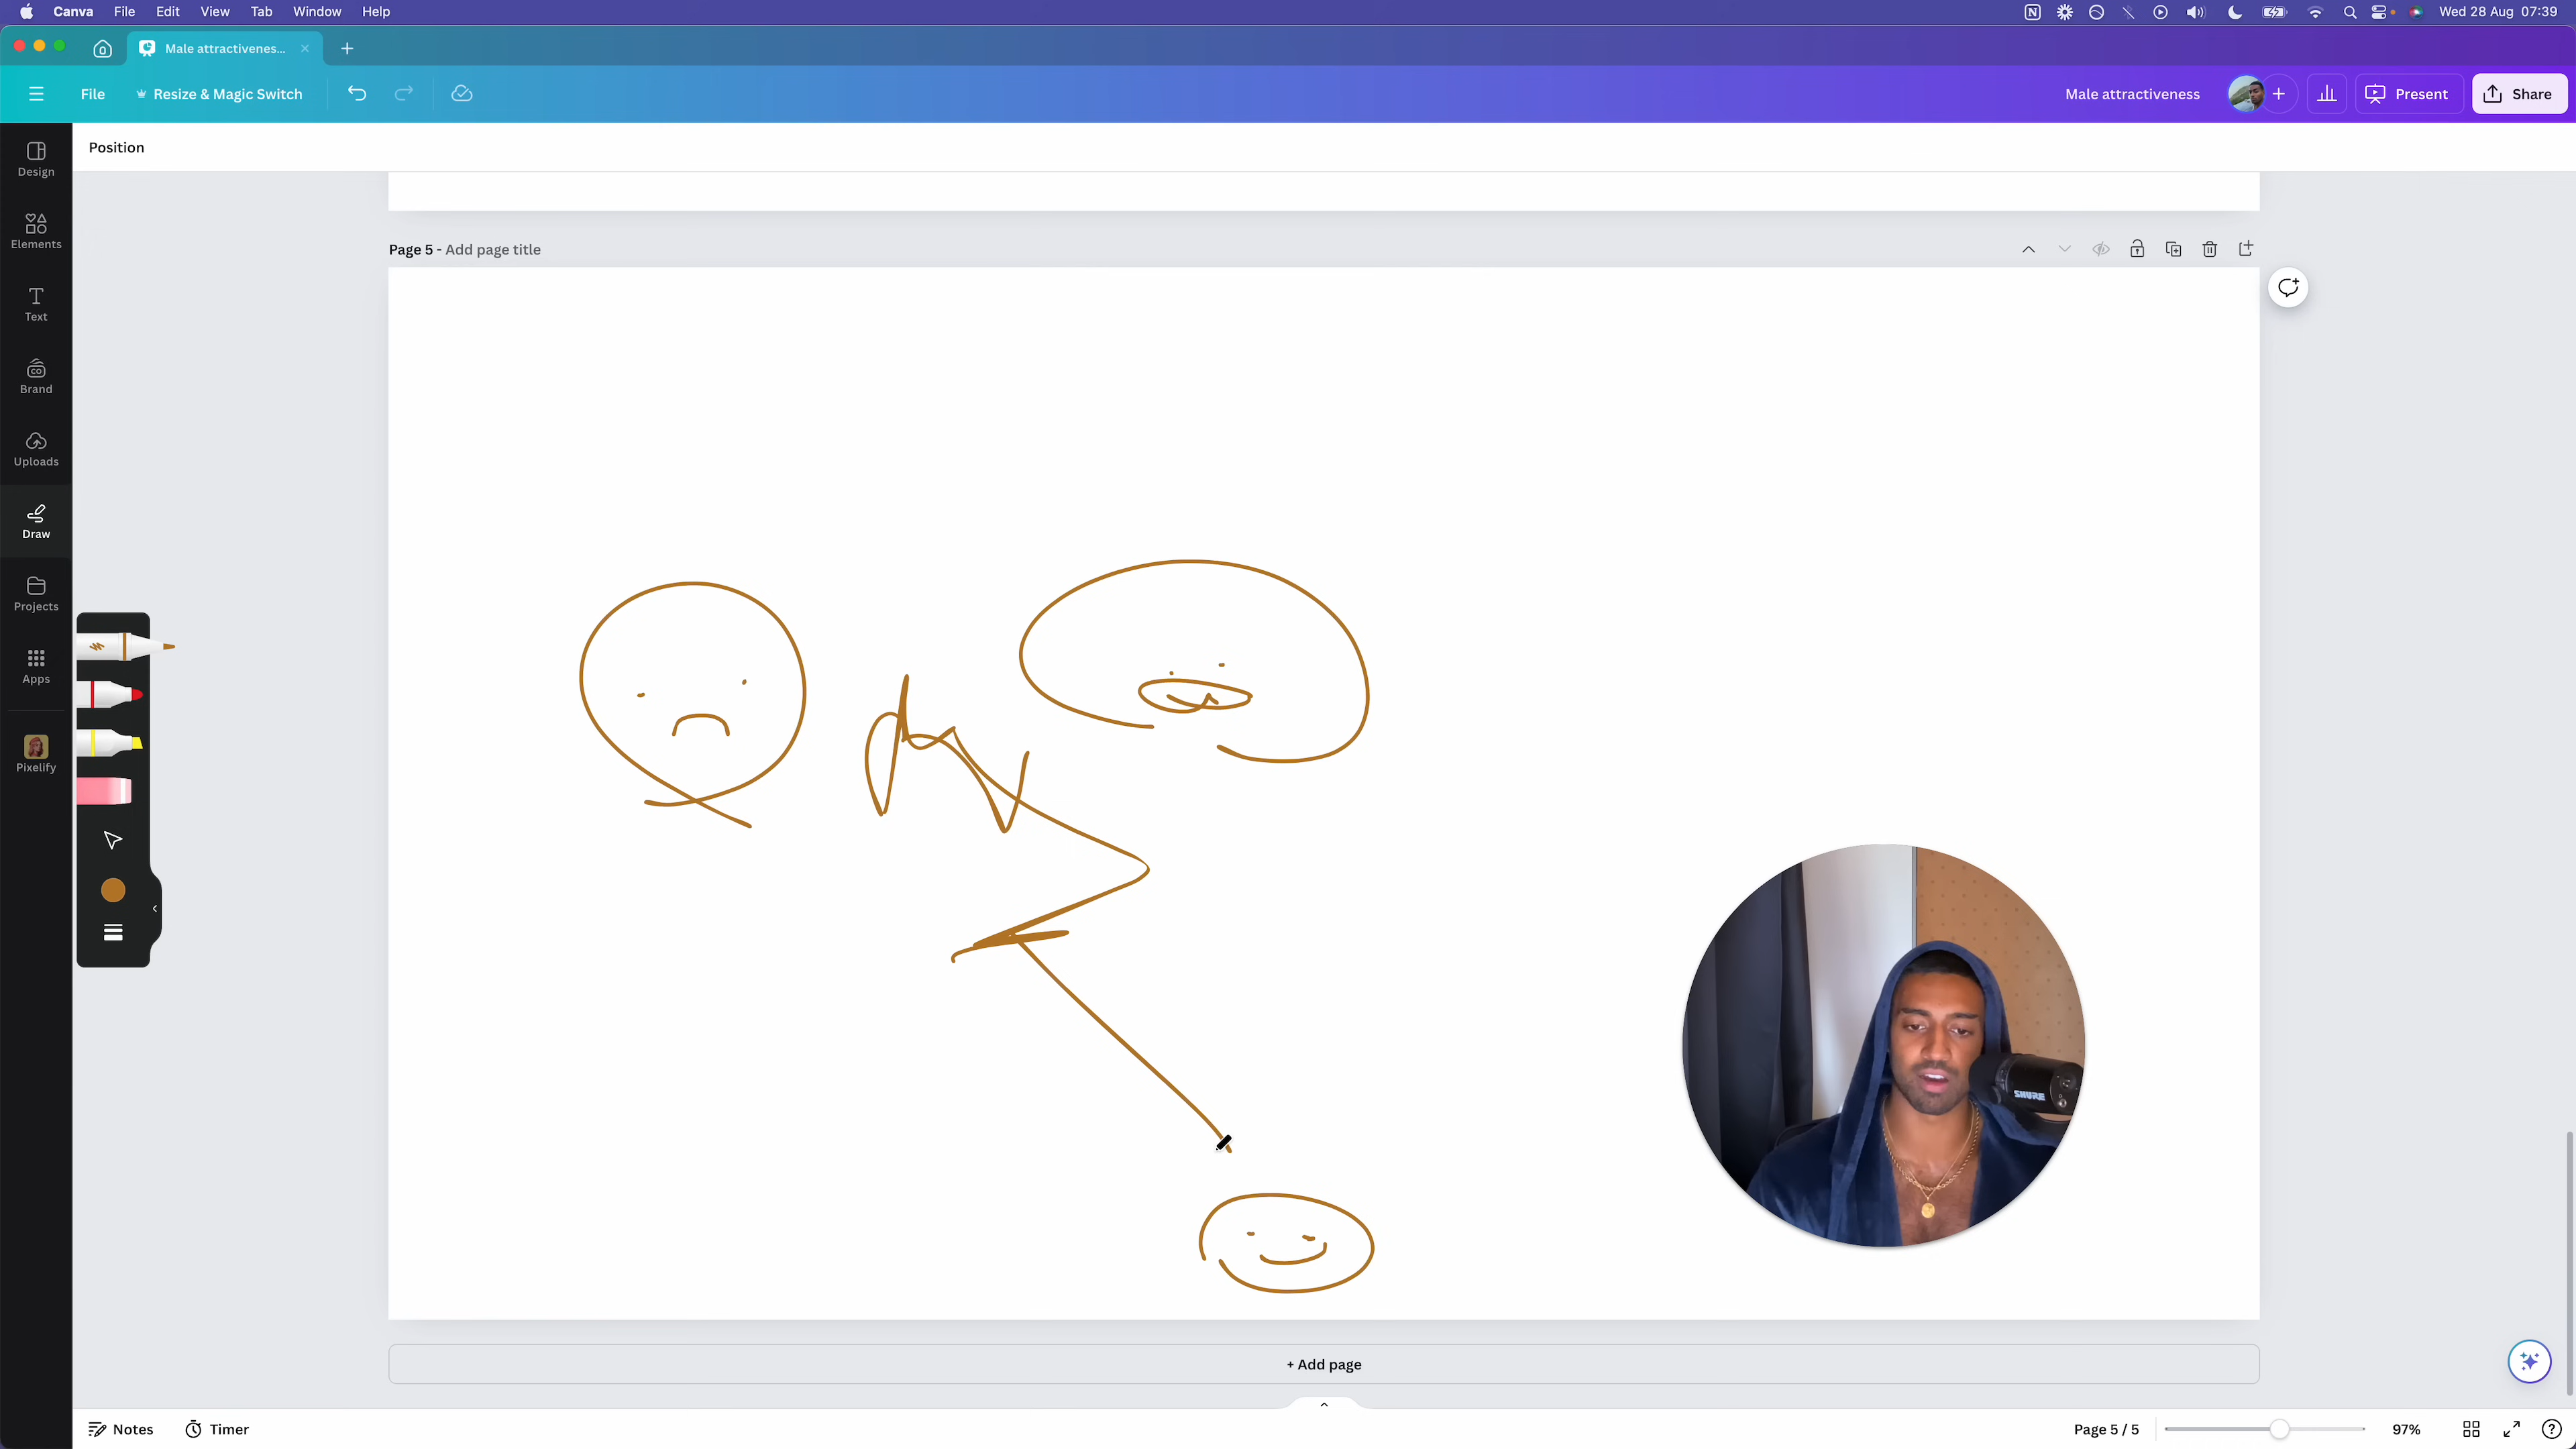 Canva File Edit View Tab Window Help
Wed 28 Aug 07:39
Male attractivenes...
File Resize & Magic Switch
Male attractiveness
Present
Share
Position
Design
Elements
Text
Brand
Uploads
Draw
Projects
Apps
Pixelify
Page 5 - Add page title
SHURE
+ Add page
Notes Timer
Page 5 / 5
97%